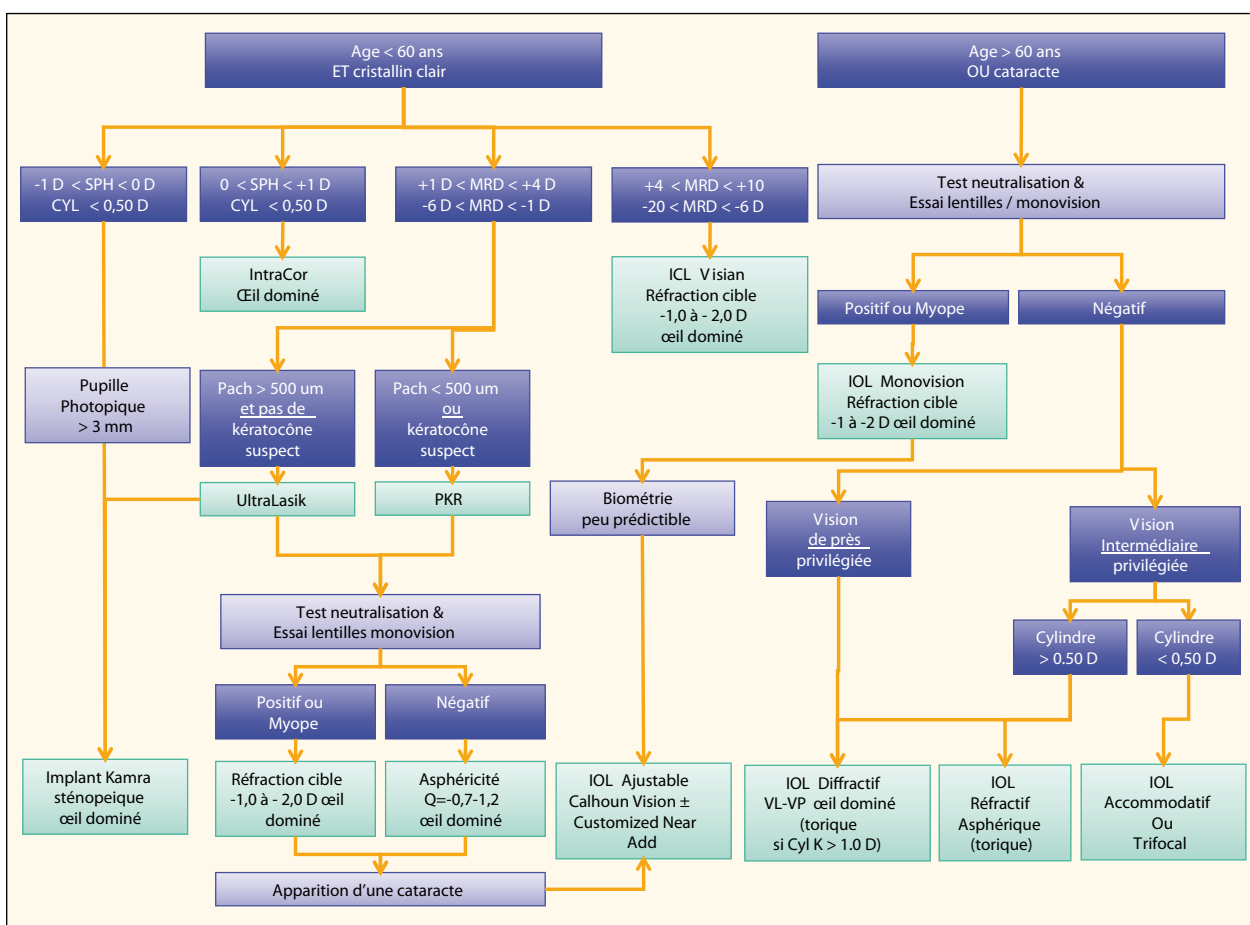 Age < 60 ans
ET cristallin clair
Age > 60 ans
OU cataracte
-1 D < SPH < 0 D
CYL < 0,50 D
0 < SPH < +1 D
CYL < 0,50 D
+1 D < MRD < +4 D
-6 D < MRD < -1 D
+4 < MRD < +10
-20 < MRD < -6 D
Test neutralisation &
Essai lentilles / monovision
IntraCor
Œil dominé
ICL Visian
Réfraction cible
-1,0 à - 2,0 D
œil dominé
Positif ou Myope
Négatif
Pupille
Photopique
> 3 mm
Pach > 500 um
et pas de
kératocône
suspect
Pach < 500 um
ou
kératocône
suspect
IOL Monovision
Réfraction cible
-1 à -2 D œil dominé
UltraLasik
PKR
Biométrie
peu prédictible
Vision
de près
privilégiée
Vision
Intermédiaire
privilégiée
Test neutralisation &
Essai lentilles monovision
Cylindre
> 0.50 D
Cylindre
< 0,50 D
Positif ou
Myope
Négatif
Implant Kamra
sténopeique
œil dominé
Réfraction cible
-1,0 à - 2,0 D œil
dominé
Asphéricité
Q=-0,7-1,2
œil dominé
IOL Ajustable
Calhoun Vision ±
Customized Near
Add
IOL Diffractif
VL-VP œil dominé
(torique
si Cyl K > 1.0 D)
IOL
Réfractif
Asphérique
(torique)
IOL
Accommodatif
Ou
Trifocal
Apparition d'une cataracte